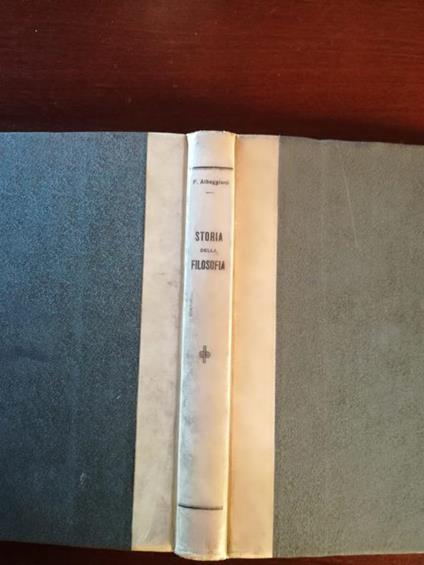 F. Albeggiani
STORIA
DELLA
FILOSOFIA